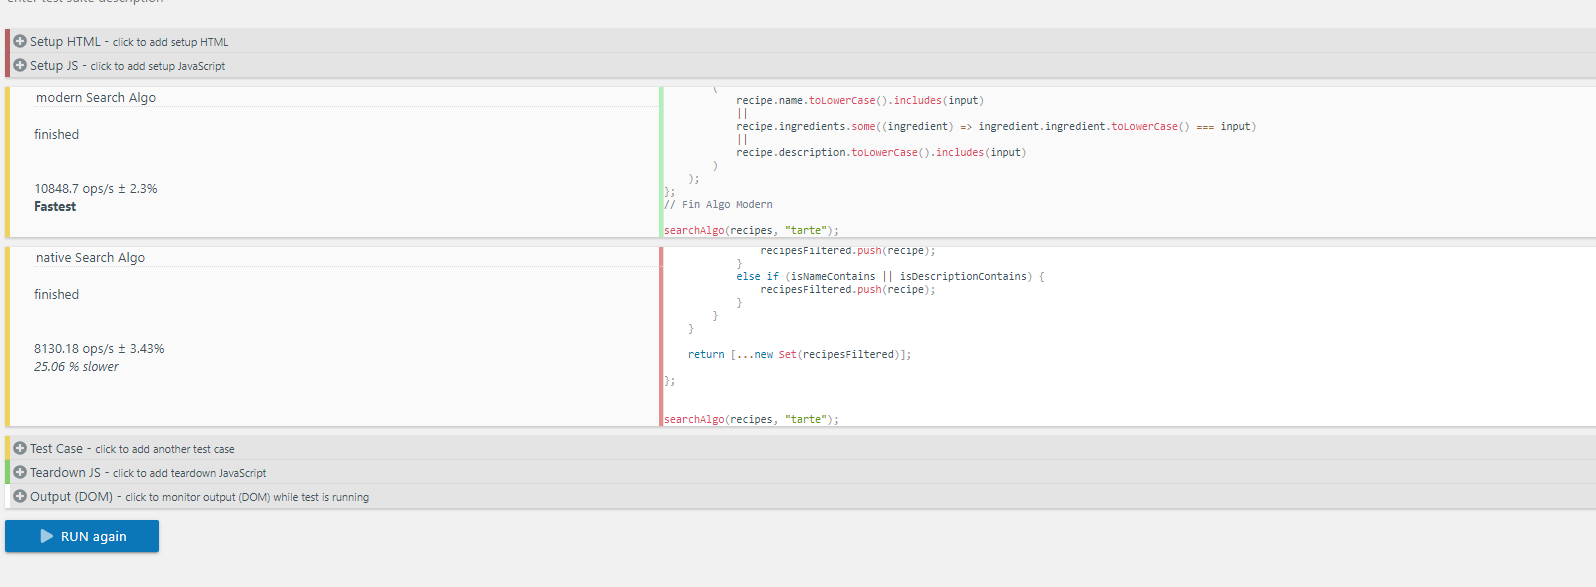 enter test suite description
Setup HTML - click to add setup HTML
Setup JS - click to add setup JavaScript
modern Search Algo
finished
10848.7 ops/s ± 2.3%
Fastest
(
recipe.name.toLowerCase().includes(input)
||
recipe.ingredients.some((ingredient) => ingredient.ingredient.toLowerCase() === input)
||
recipe.description.toLowerCase().includes(input)
)
);
};
// Fin Algo Modern
searchAlgo(recipes, "tarte");
native Search Algo
finished
8130.18 ops/s ± 3.43%
25.06 % slower
recipesFiltered.push(recipe);
}
else if (isNameContains || isDescriptionContains) {
recipesFiltered.push(recipe);
}
}
}
return [...new Set(recipesFiltered)];
};
searchAlgo(recipes, "tarte");
Test Case - click to add another test case
Teardown JS - click to add teardown JavaScript
Output (DOM) - click to monitor output (DOM) while test is running
RUN again